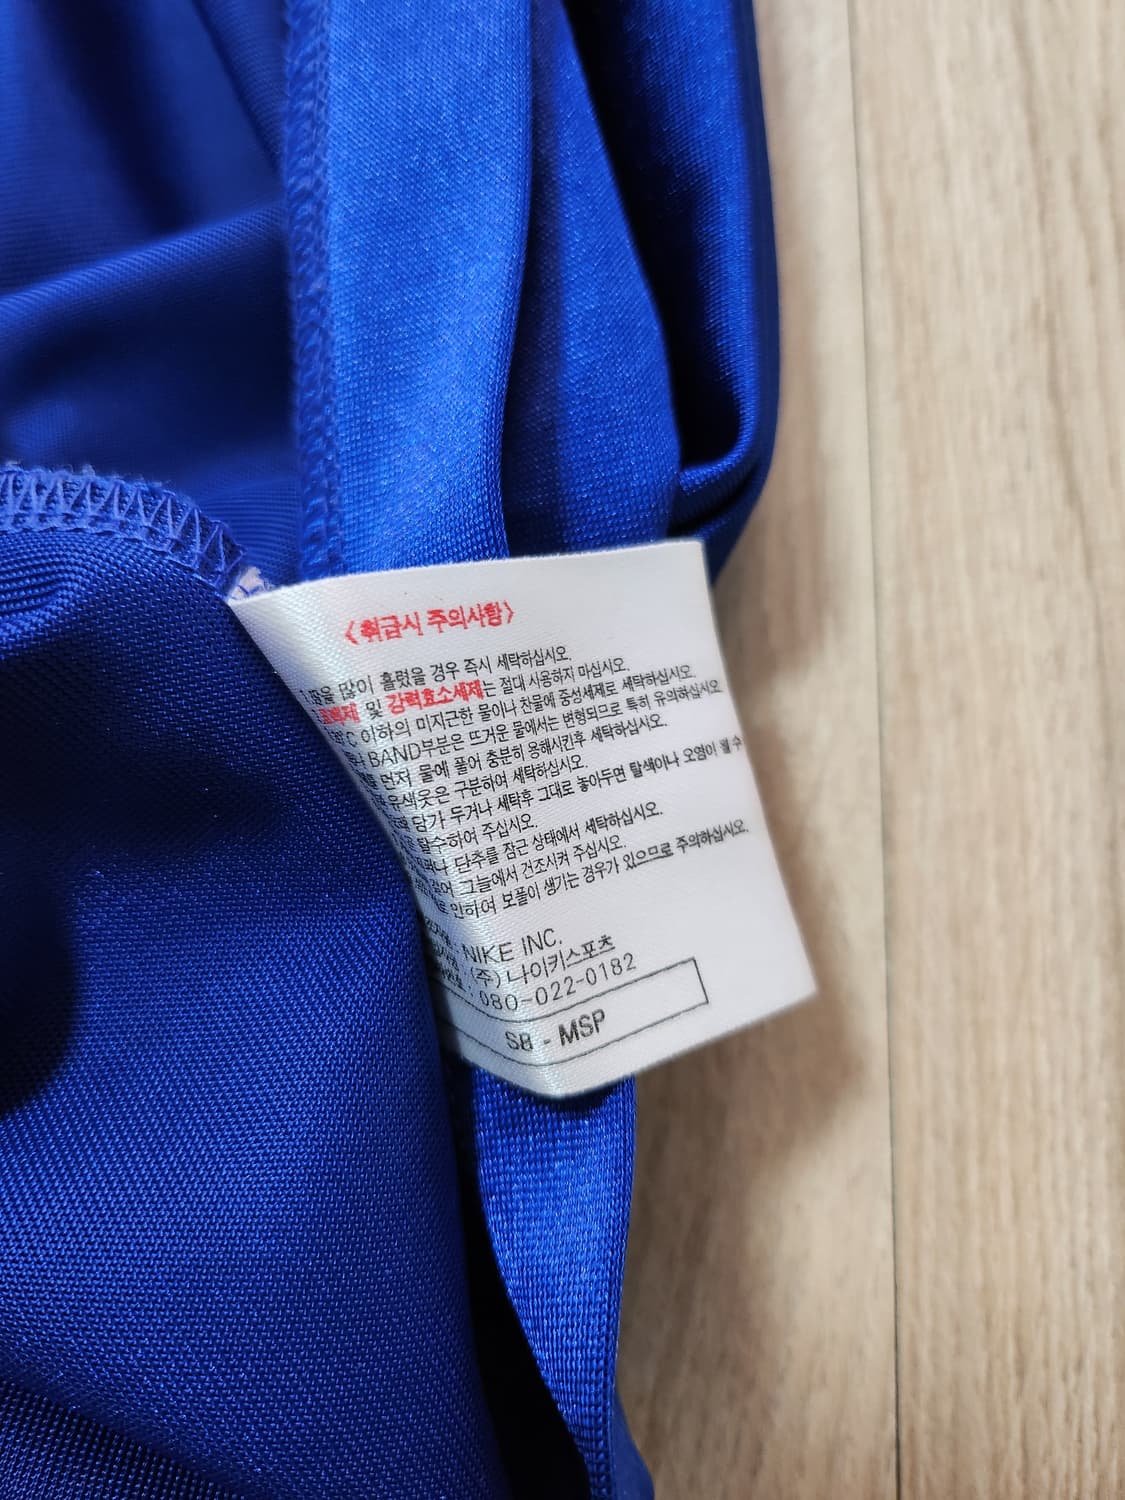 〈취급시 주의사항〉
땀을 많이 흘렸을 경우 즉시 세탁하십시오.
표백제 및 강력효소세제는 절대 사용하지 마십시오.
이하의 미지근한 물이나 찬물에 중성세제로 세탁하십시오.
BAND부분은 뜨거운 물에서는 변형되므로 특히 유의하십시오
먼저 물에 풀어 충분히 용해시킨후 세탁하십시오.
유색옷은 구분하여 세탁하십시오.
담가 두거나 세탁후 그대로 놓아두면 탈색이나 오염이 될 수
탈수하여 주십시오.
단추를 잠근 상태에서 세탁하십시오.
그늘에서 건조시켜 주십시오.
인하여 보풀이 생기는 경우가 있으므로 주의하십시오.
NIKE INC.
(주) 나이키스포츠
080-022-0182
SB - MSP